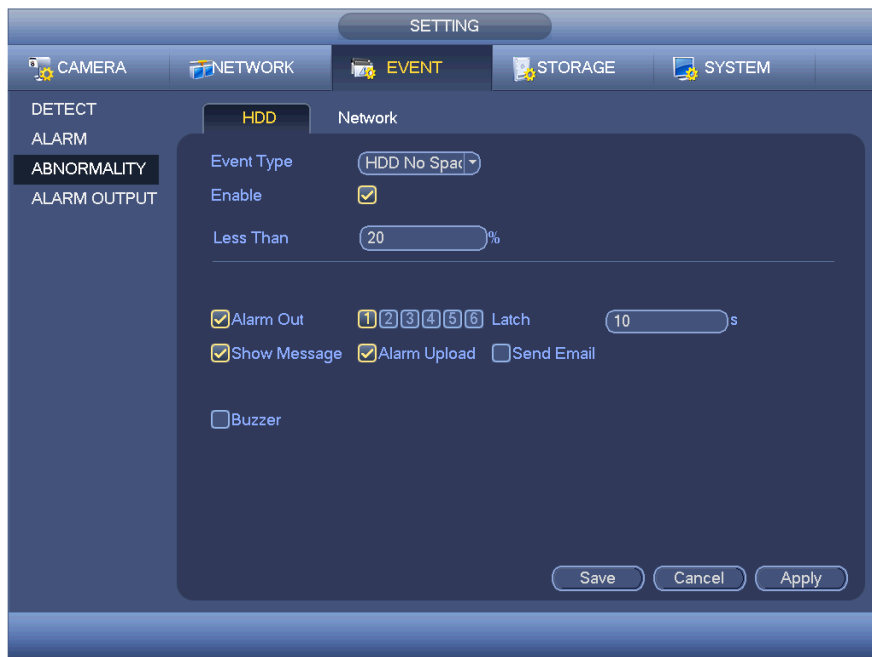 SETTING
CAMERA NETWORK EVENT STORAGE SYSTEM
DETECT
ALARM
ABNORMALITY
ALARM OUTPUT
HDD Network
Event Type HDD No Spac
Enable
Less Than 20 %
Alarm Out 1 2 3 4 5 6 Latch 10 s
Show Message Alarm Upload Send Email
Buzzer
Save Cancel Apply